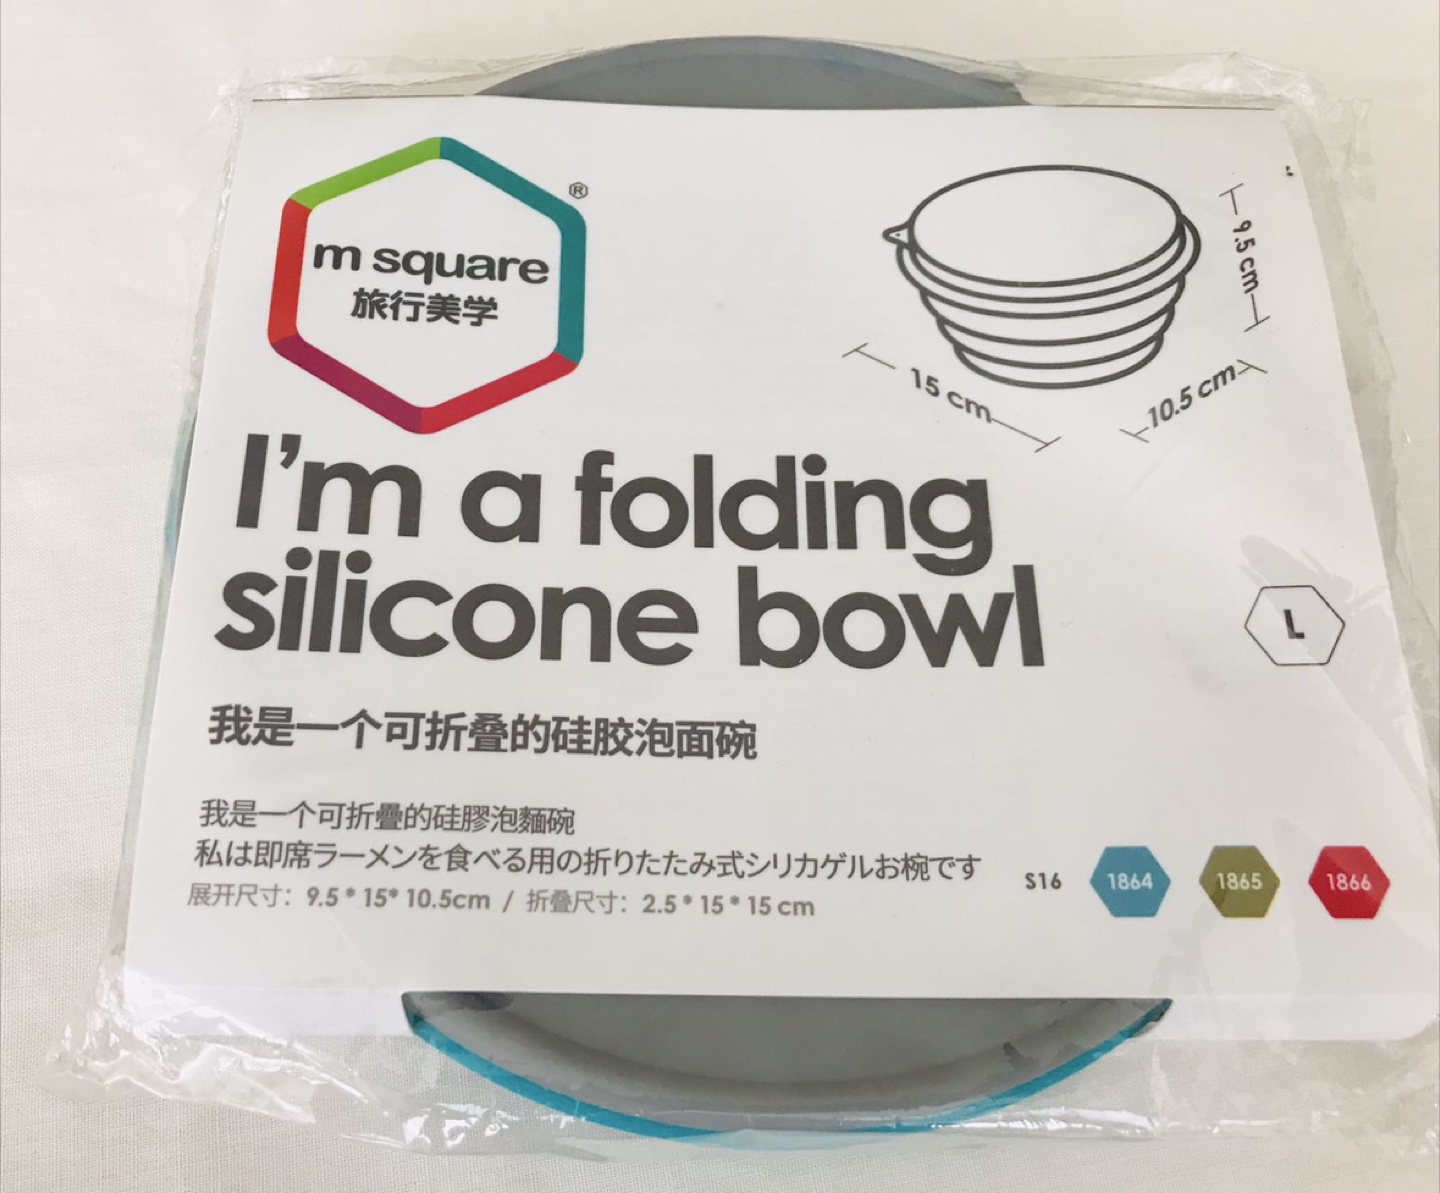 ®
m square
旅行美学
9.5 cm
15 cm
10.5 cm
I'm a folding
silicone bowl
L
我是一个可折叠的硅胶泡面碗
我是一个可折疊的硅膠泡麵碗
私は即席ラーメンを食べる用の折りたたみ式シリカゲルお椀です
展开尺寸：9.5 * 15* 10.5cm / 折叠尺寸：2.5 * 15 * 15 cm
S16 1864 1865 1866